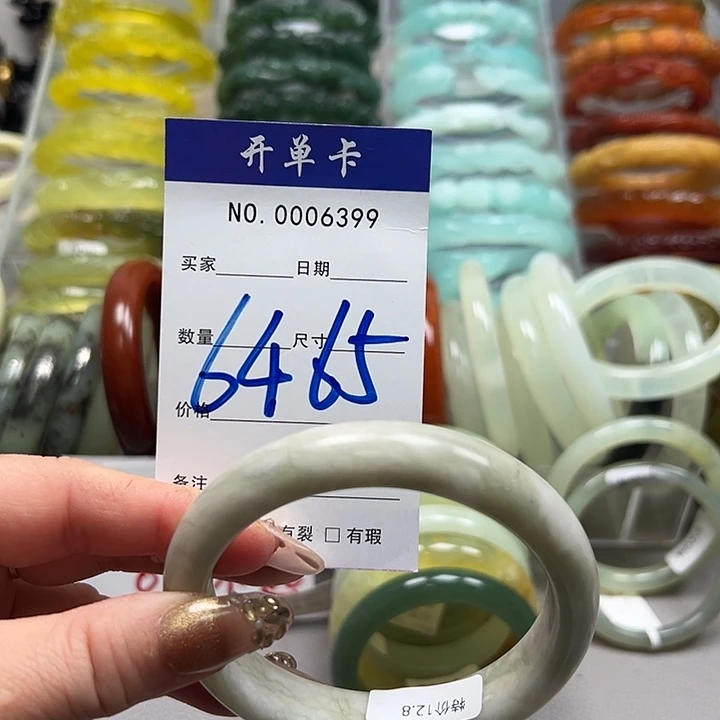 开单卡
NO. 0006399
买家 日期
数量 尺寸
6465
价格
备注
有裂 □ 有瑕
特价12.8